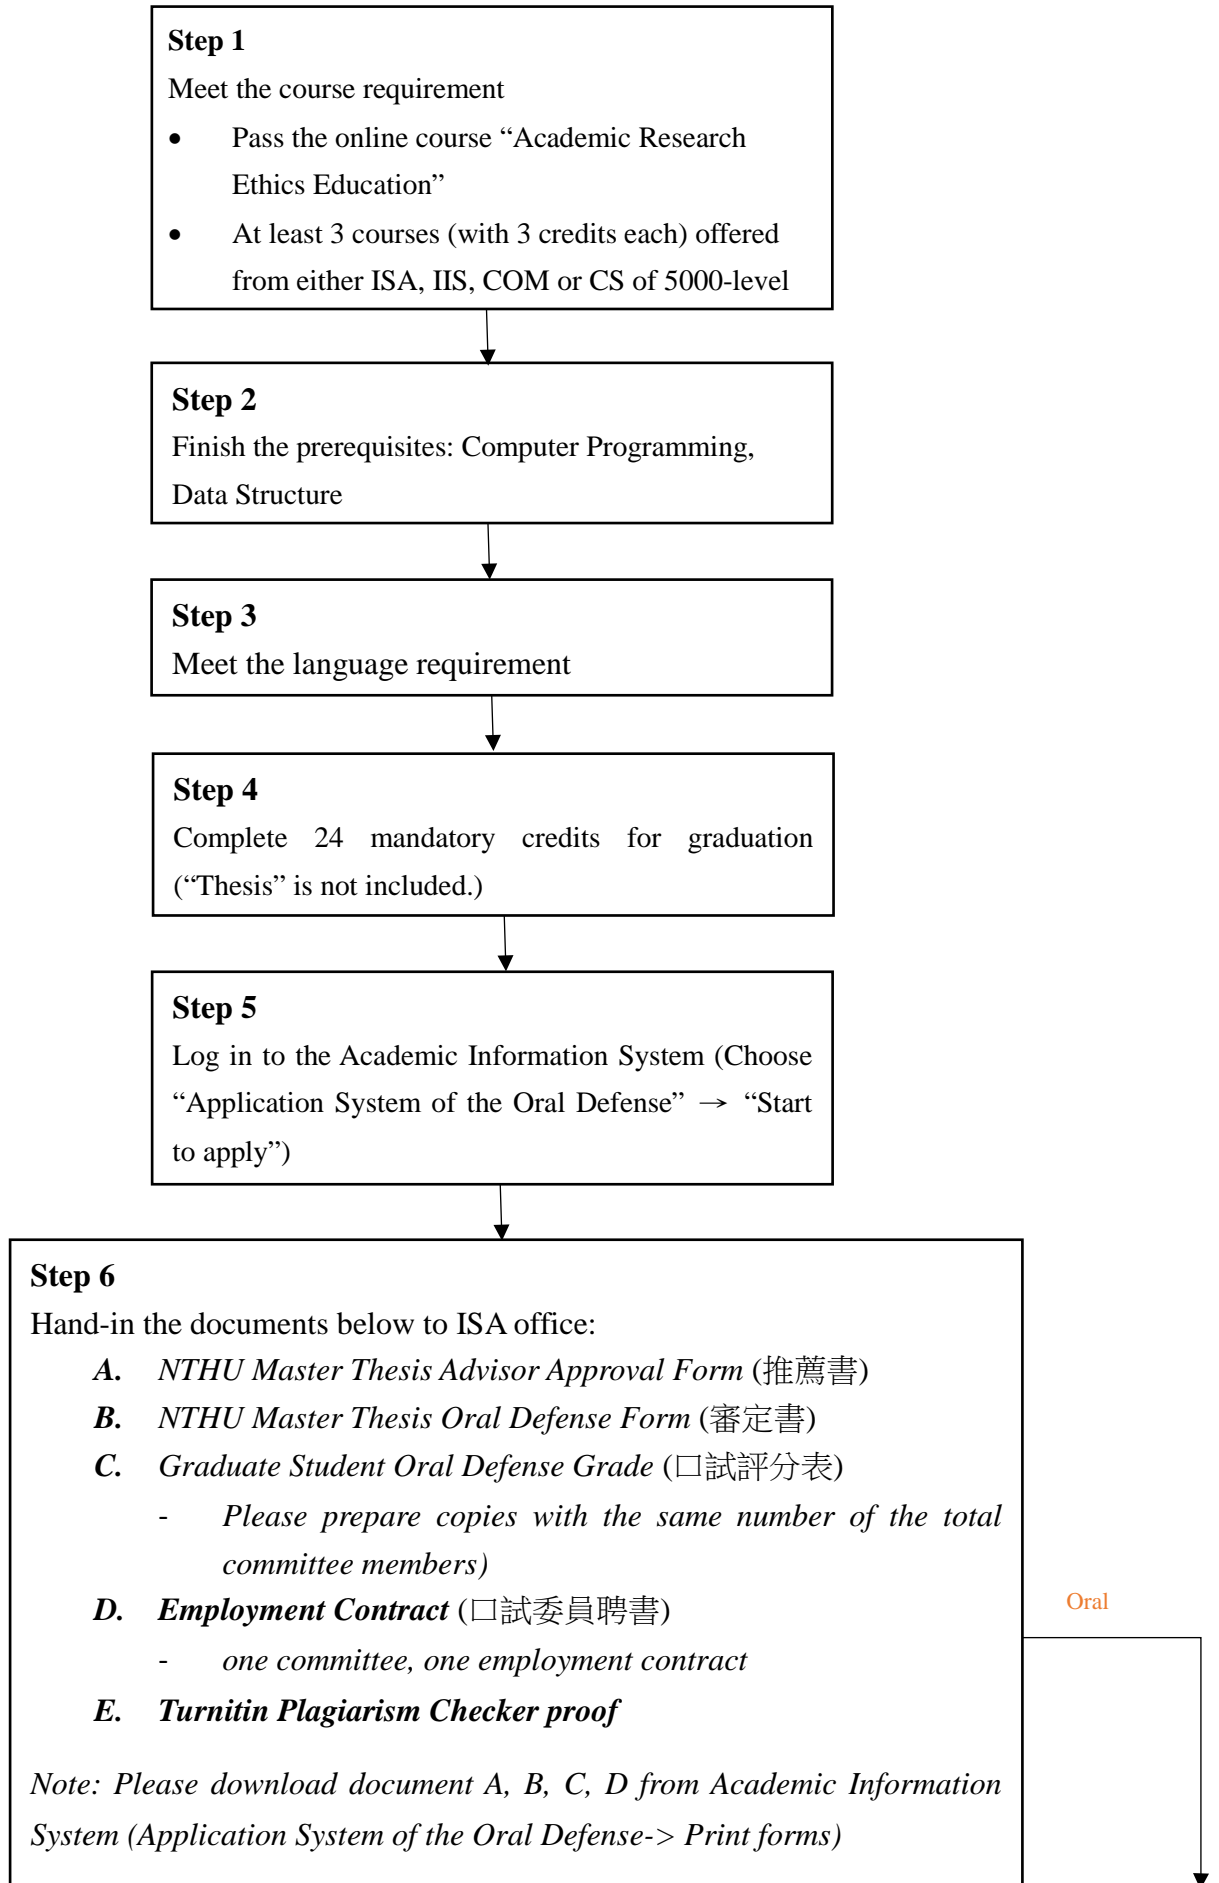 Step 1
Meet the course requirement
• Pass the online course “Academic Research
Ethics Education”
• At least 3 courses (with 3 credits each) offered
from either ISA, IIS, COM or CS of 5000-level
Step 2
Finish the prerequisites: Computer Programming,
Data Structure
Step 3
Meet the language requirement
Step 4
Complete 24 mandatory credits for graduation
(“Thesis” is not included.)
Step 5
Log in to the Academic Information System (Choose
“Application System of the Oral Defense” → “Start
to apply”)
Step 6
Hand-in the documents below to ISA office:
A. NTHU Master Thesis Advisor Approval Form (推薦書)
B. NTHU Master Thesis Oral Defense Form (審定書)
C. Graduate Student Oral Defense Grade (口試評分表)
- Please prepare copies with the same number of the total
committee members)
D. Employment Contract (口試委員聘書)
- one committee, one employment contract
E. Turnitin Plagiarism Checker proof
Oral
Note: Please download document A, B, C, D from Academic Information
System (Application System of the Oral Defense-> Print forms)